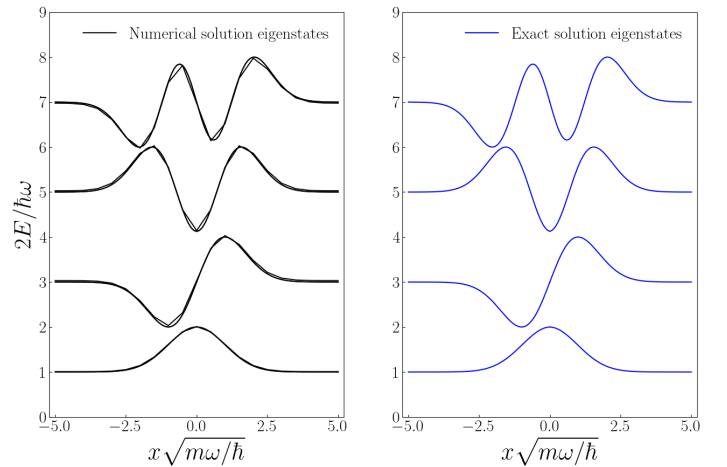 Numerical solution eigenstates
2E/ħω
9
8
7
6
5
4
3
2
1
0
−5.0 −2.5 0.0 2.5 5.0
x√mω/ħ
Exact solution eigenstates
9
8
7
6
5
4
3
2
1
0
−5.0 −2.5 0.0 2.5 5.0
x√mω/ħ